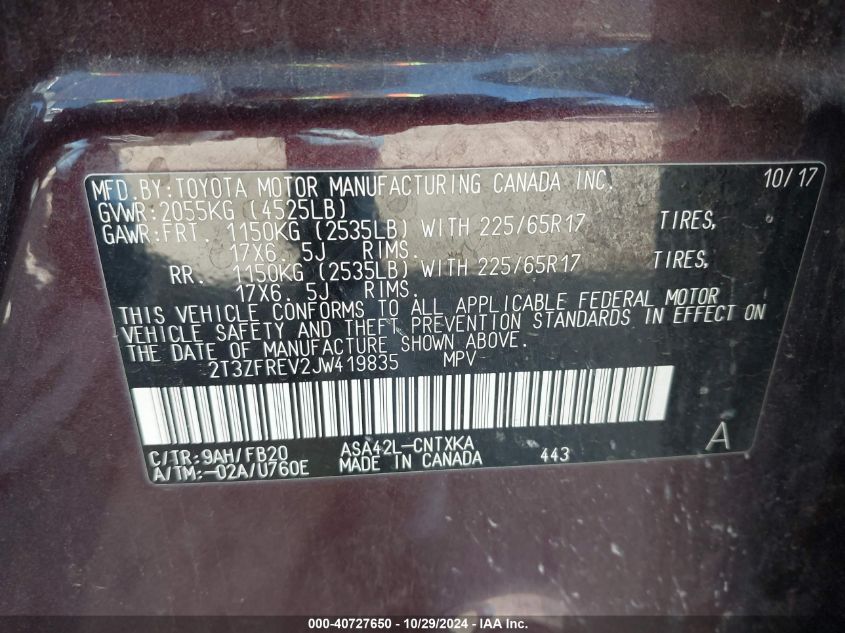 MFD.BY:TOYOTA MOTOR MANUFACTURING CANADA INC. 10/17
GVWR:2055KG (4525LB)
GAWR:FRT. 1150KG (2535LB) WITH 225/65R17 TIRES,
17X6.5J RIMS.
RR. 1150KG (2535LB) WITH 225/65R17 TIRES,
17X6.5J RIMS.
THIS VEHICLE CONFORMS TO ALL APPLICABLE FEDERAL MOTOR
VEHICLE SAFETY AND THEFT PREVENTION STANDARDS IN EFFECT ON
THE DATE OF MANUFACTURE SHOWN ABOVE.
2T3ZFREV2JW419835 MPV
C/TR:9AH/FB20 ASA42L-CNTXKA A
A/TM:-02A/U760E MADE IN CANADA 443
000-40727650 - 10/29/2024 - IAA Inc.